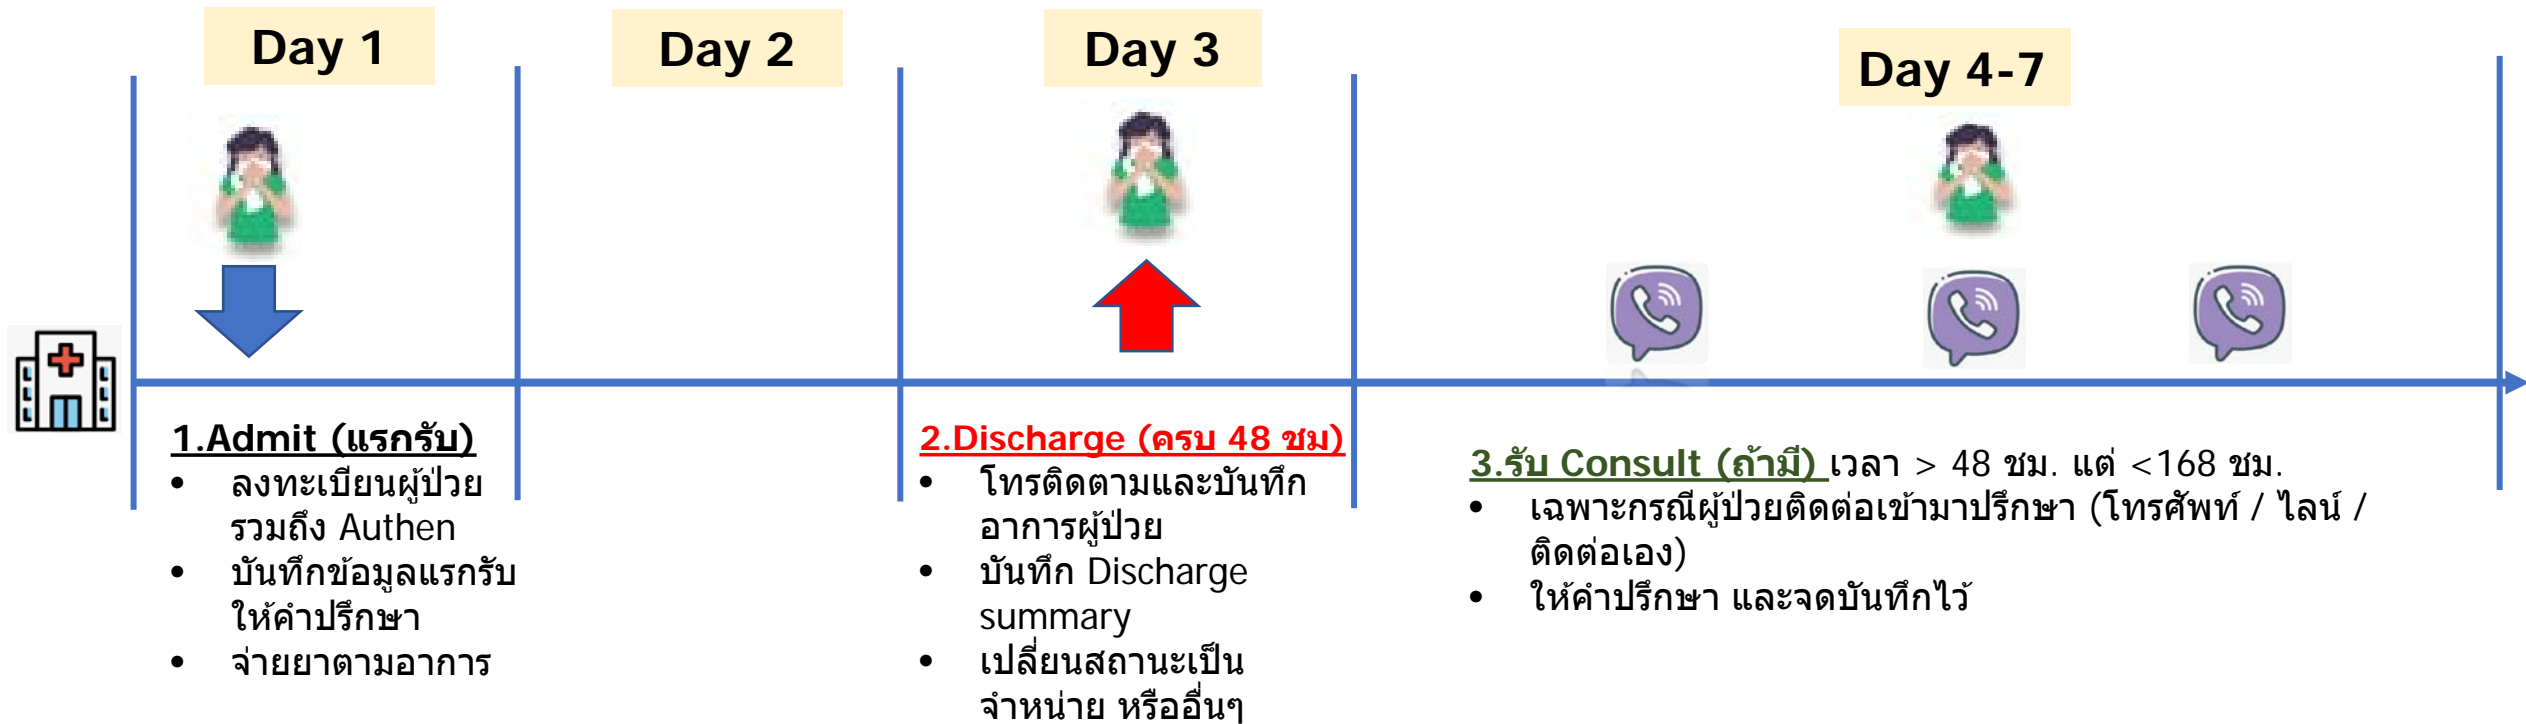 Day 1
Day 2
Day 3
Day 4-7
1.Admit (แรกรับ)
• ลงทะเบียนผู้ป่วย
รวมถึง Authen
• บันทึกข้อมูลแรกรับ
ให้คำปรึกษา
• จ่ายยาตามอาการ
2.Discharge (ครบ 48 ชม)
• โทรติดตามและบันทึก
อาการผู้ป่วย
• บันทึก Discharge
summary
• เปลี่ยนสถานะเป็น
จำหน่าย หรืออื่นๆ
3.รับ Consult (ถ้ามี) เวลา > 48 ชม. แต่ <168 ชม.
• เฉพาะกรณีผู้ป่วยติดต่อเข้ามาปรึกษา (โทรศัพท์ / ไลน์ /
ติดต่อเอง)
• ให้คำปรึกษา และจดบันทึกไว้